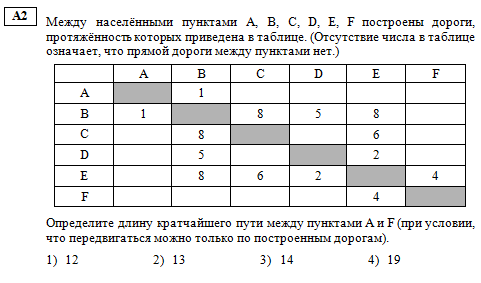 A2
Между населёнными пунктами A, B, C, D, E, F построены дороги,
протяжённость которых приведена в таблице. (Отсутствие числа в таблице
означает, что прямой дороги между пунктами нет.)
A B C D E F
A 1
B 1 8 5 8
C 8 6
D 5 2
E 8 6 2 4
F 4
Определите длину кратчайшего пути между пунктами A и F (при условии,
что передвигаться можно только по построенным дорогам).
1) 12 2) 13 3) 14 4) 19